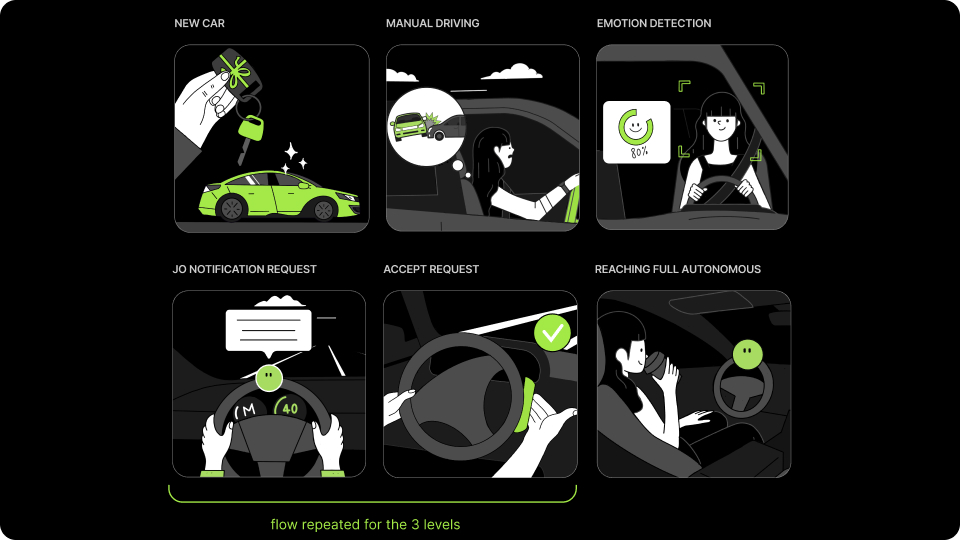 NEW CAR
MANUAL DRIVING
EMOTION DETECTION
80%
JO NOTIFICATION REQUEST
ACCEPT REQUEST
REACHING FULL AUTONOMOUS
M
40
flow repeated for the 3 levels